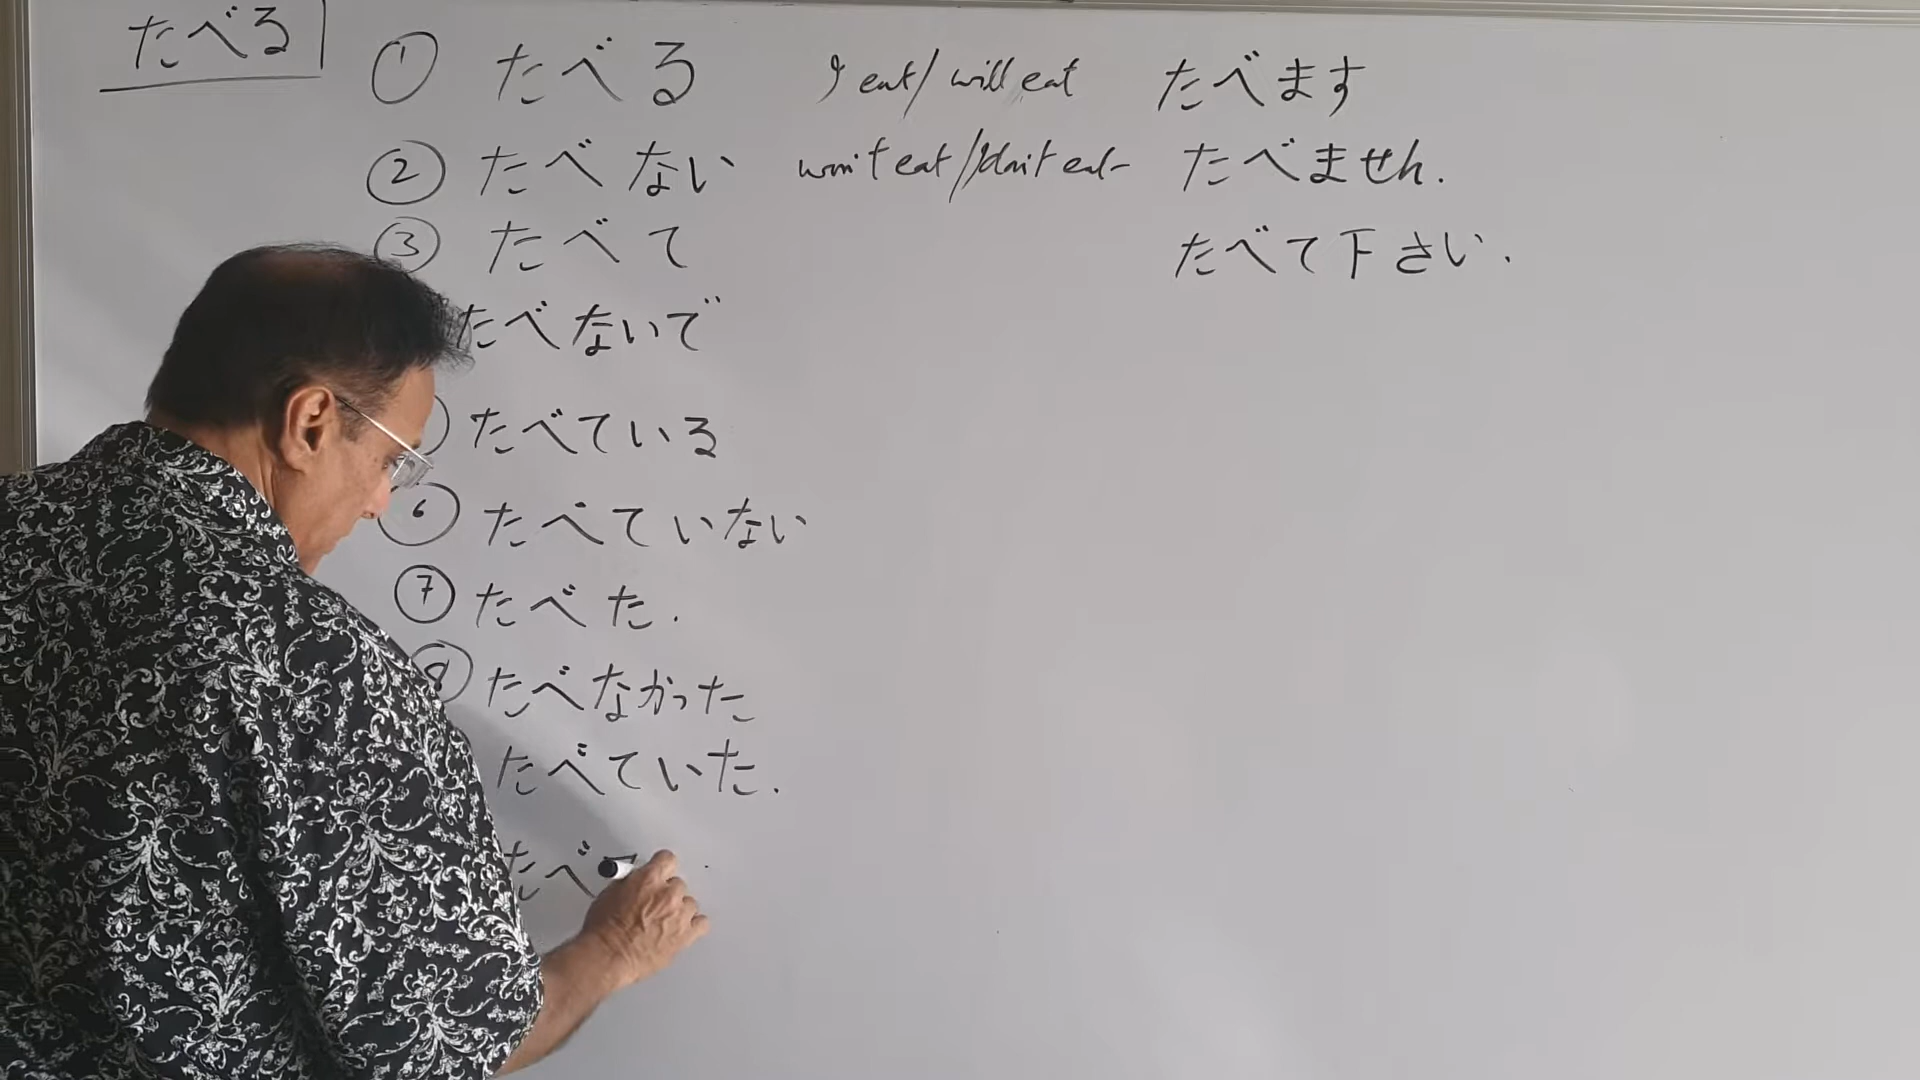 たべる
① たべる I eat/will eat たべます
② たべない won't eat/I don't eat たべません.
③ たべて たべて下さい.
たべないで
たべている
⑥ たべていない
⑦ たべた.
⑧ たべなかった
たべていた.
たべ